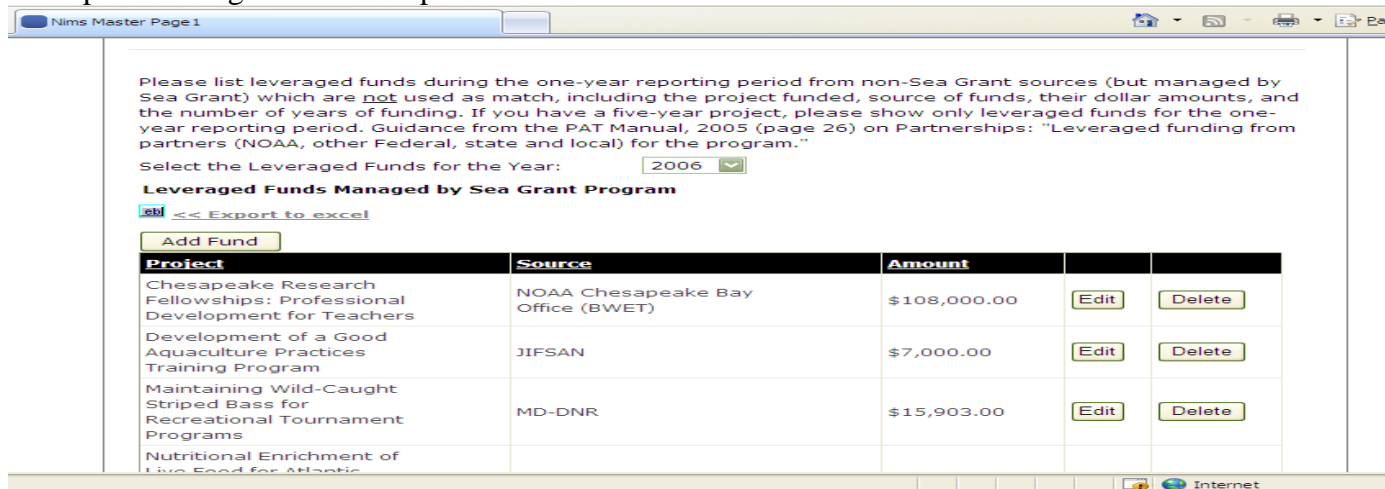 Nims Master Page1
Pa
Please list leveraged funds during the one-year reporting period from non-Sea Grant sources (but managed by
Sea Grant) which are not used as match, including the project funded, source of funds, their dollar amounts, and
the number of years of funding. If you have a five-year project, please show only leveraged funds for the one-
year reporting period. Guidance from the PAT Manual, 2005 (page 26) on Partnerships: "Leveraged funding from
partners (NOAA, other Federal, state and local) for the program."
Select the Leveraged Funds for the Year: 2006
Leveraged Funds Managed by Sea Grant Program
<< Export to excel
Add Fund
Project Source Amount
Chesapeake Research
Fellowships: Professional
Development for Teachers
NOAA Chesapeake Bay
Office (BWET)
$108,000.00 Edit Delete
Development of a Good
Aquaculture Practices
Training Program
JIFSAN $7,000.00 Edit Delete
Maintaining Wild-Caught
Striped Bass for
Recreational Tournament
Programs
MD-DNR $15,903.00 Edit Delete
Nutritional Enrichment of
Live Food for Atlantic
Internet